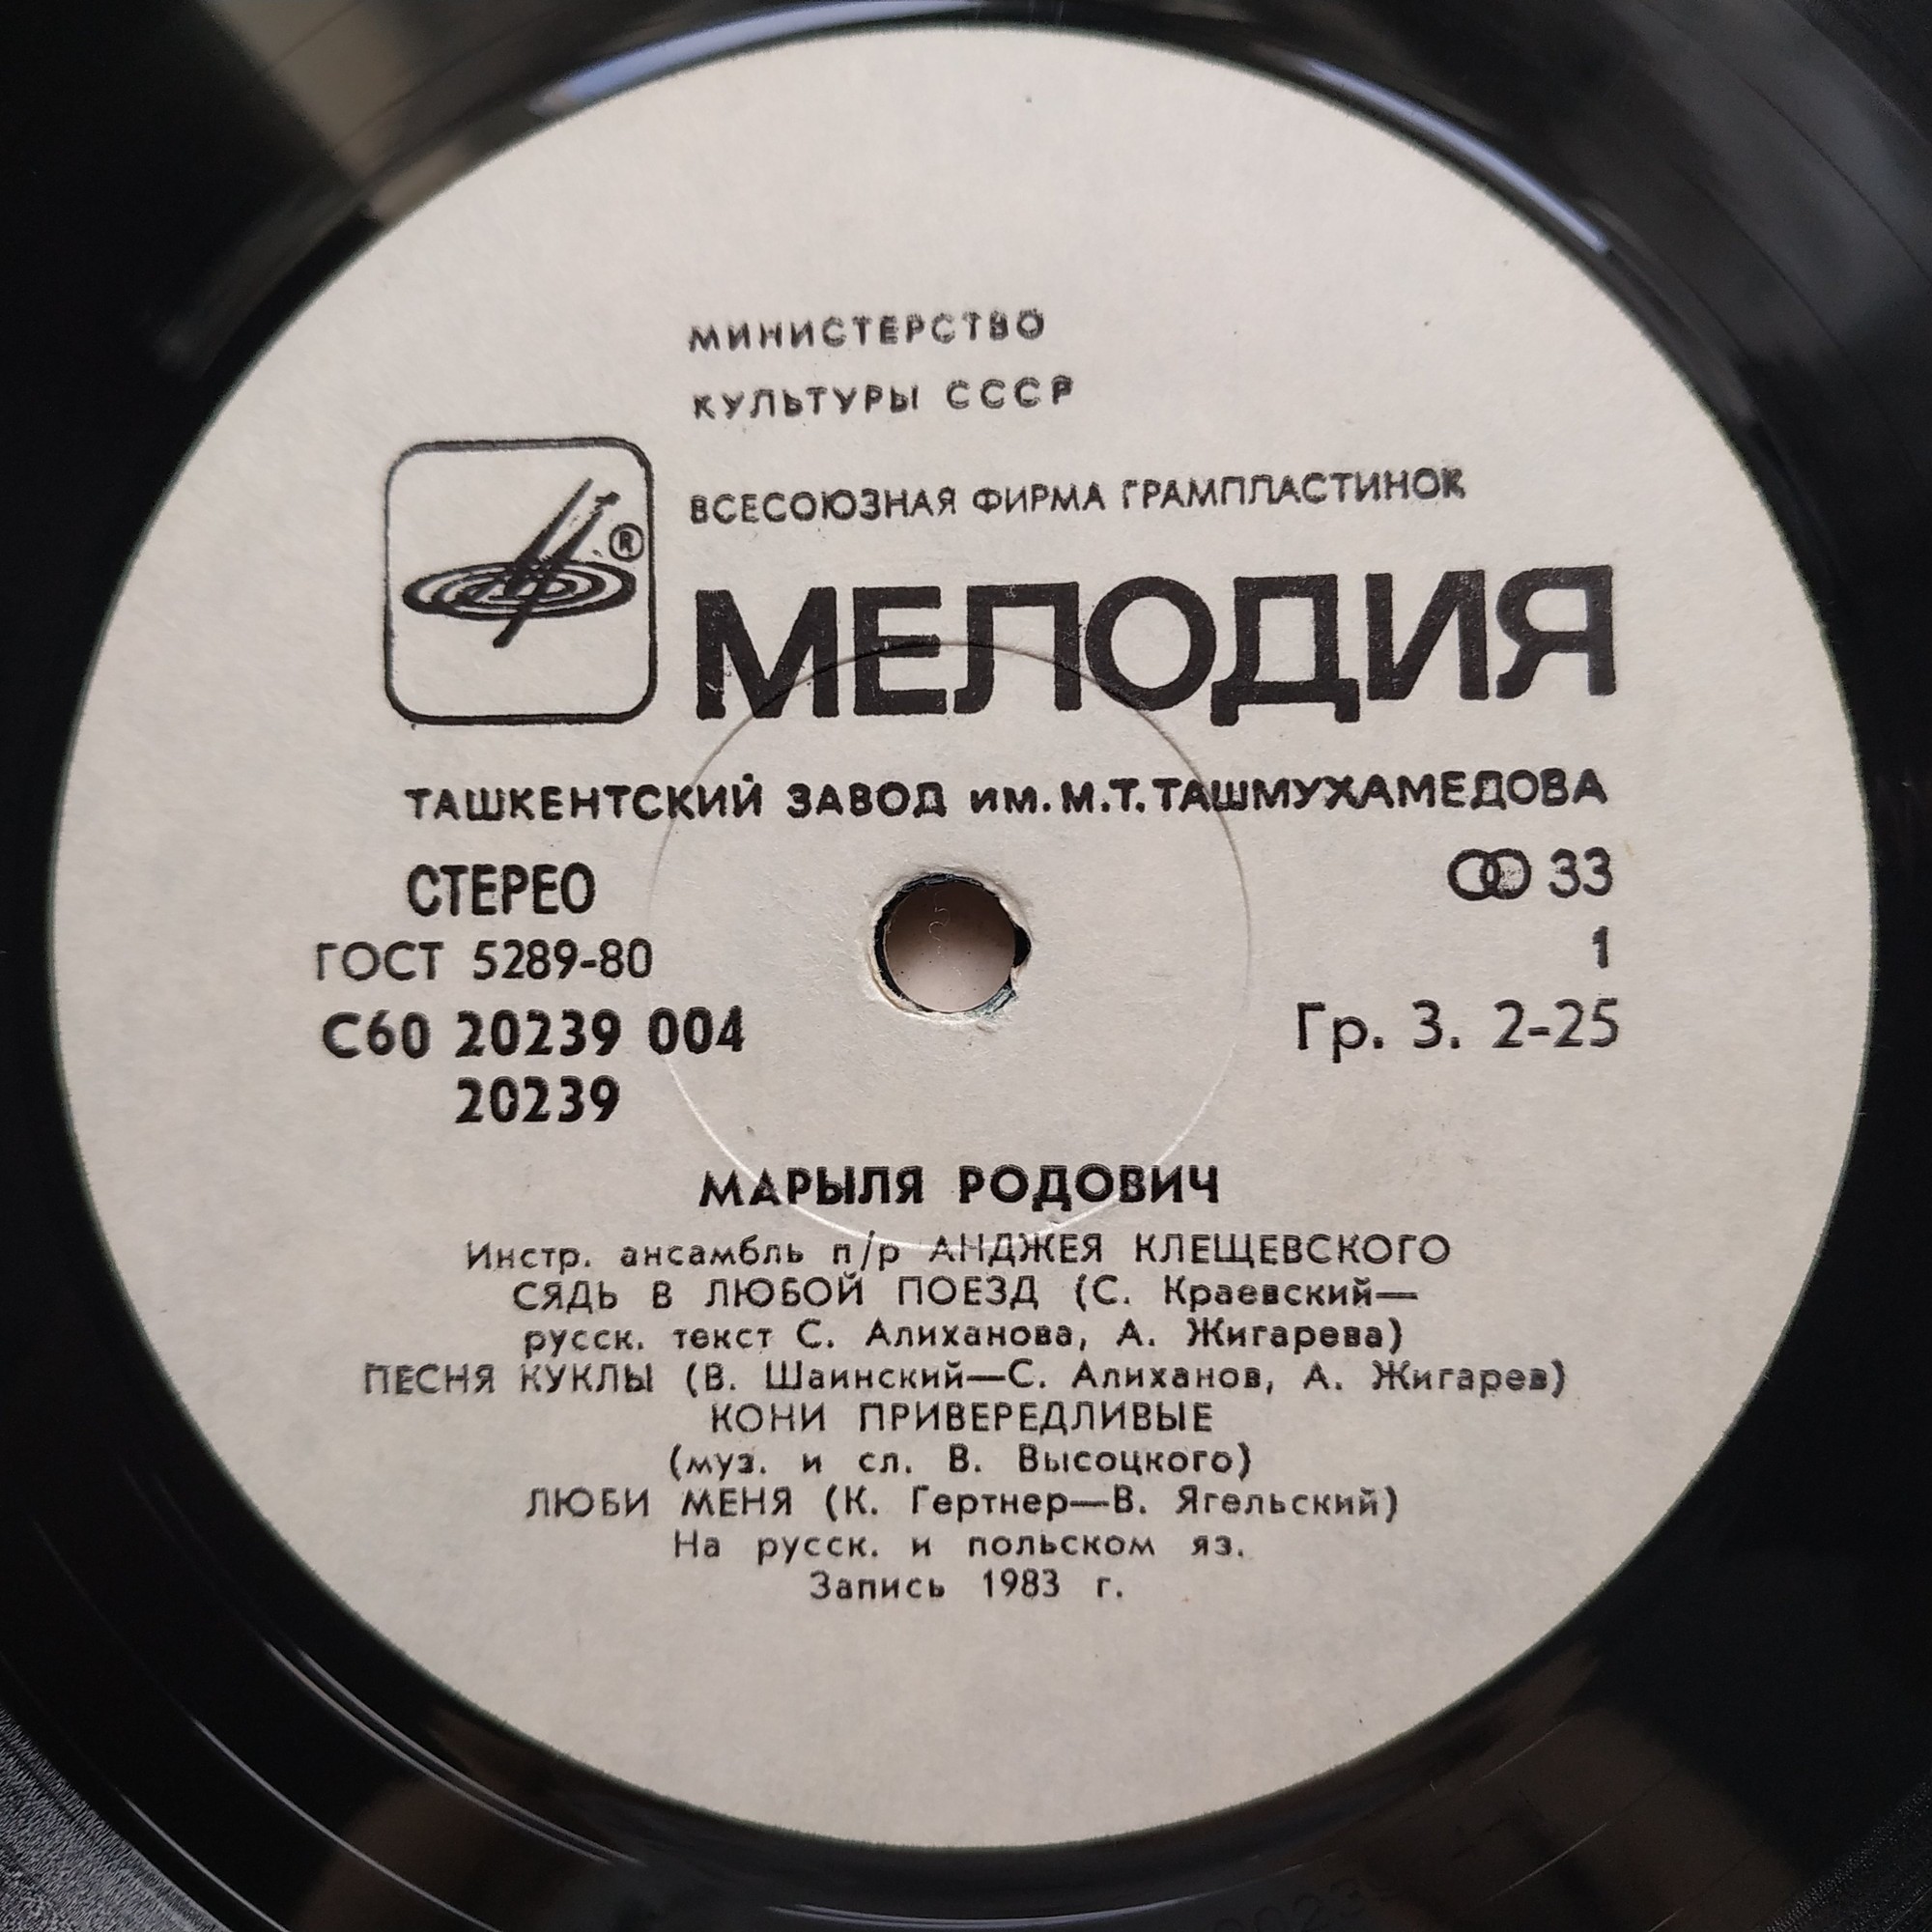 МИНИСТЕРСТВО
КУЛЬТУРЫ СССР
ВСЕСОЮЗНАЯ ФИРМА ГРАМПЛАСТИНОК
®
МЕЛОДИЯ
ТАШКЕНТСКИЙ ЗАВОД им. М.Т. ТАШМУХАМЕДОВА
СТЕРЕО
33
ГОСТ 5289-80
1
С60 20239 004
Гр. 3. 2-25
20239
МАРЫЛЯ РОДОВИЧ
Инстр. ансамбль п/р АНДЖЕЯ КЛЕЩЕВСКОГО
СЯДЬ В ЛЮБОЙ ПОЕЗД (С. Краевский—
русск. текст С. Алиханова, А. Жигарева)
ПЕСНЯ КУКЛЫ (В. Шаинский—С. Алиханов, А. Жигарев)
КОНИ ПРИВЕРЕДЛИВЫЕ
(муз. и сл. В. Высоцкого)
ЛЮБИ МЕНЯ (К. Гертнер—В. Ягельский)
На русск. и польском яз.
Запись 1983 г.